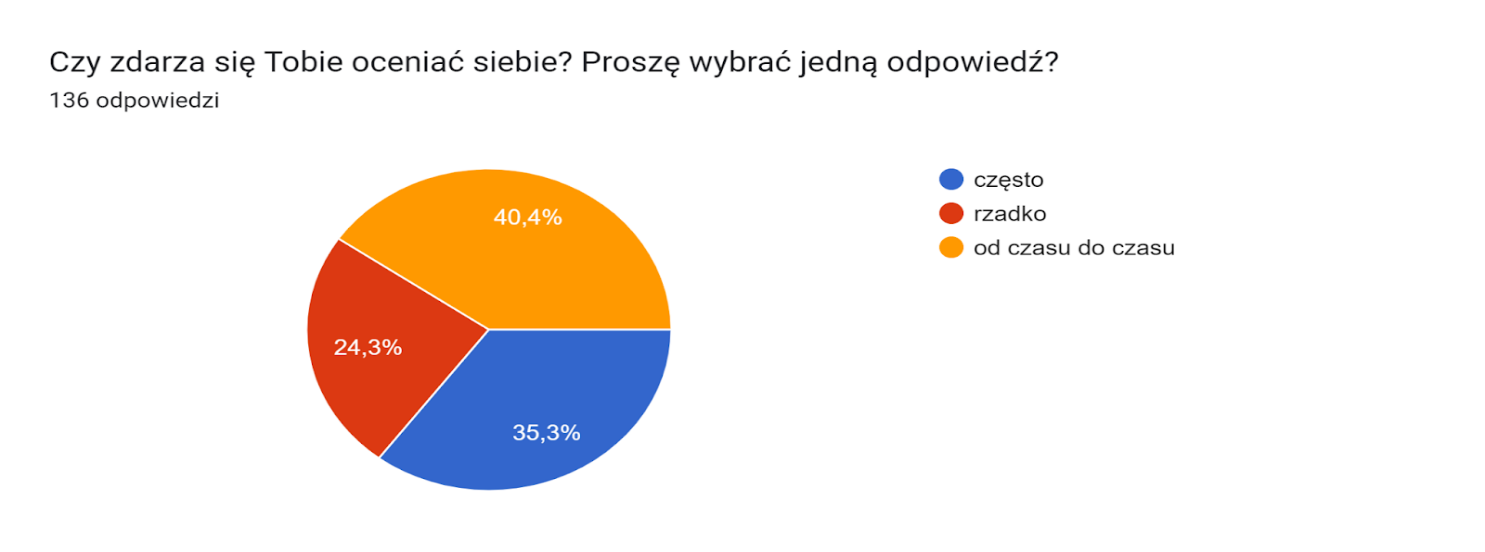 Czy zdarza się Tobie oceniać siebie? Proszę wybrać jedną odpowiedź?
136 odpowiedzi
często
rzadko
od czasu do czasu
40,4%
24,3%
35,3%